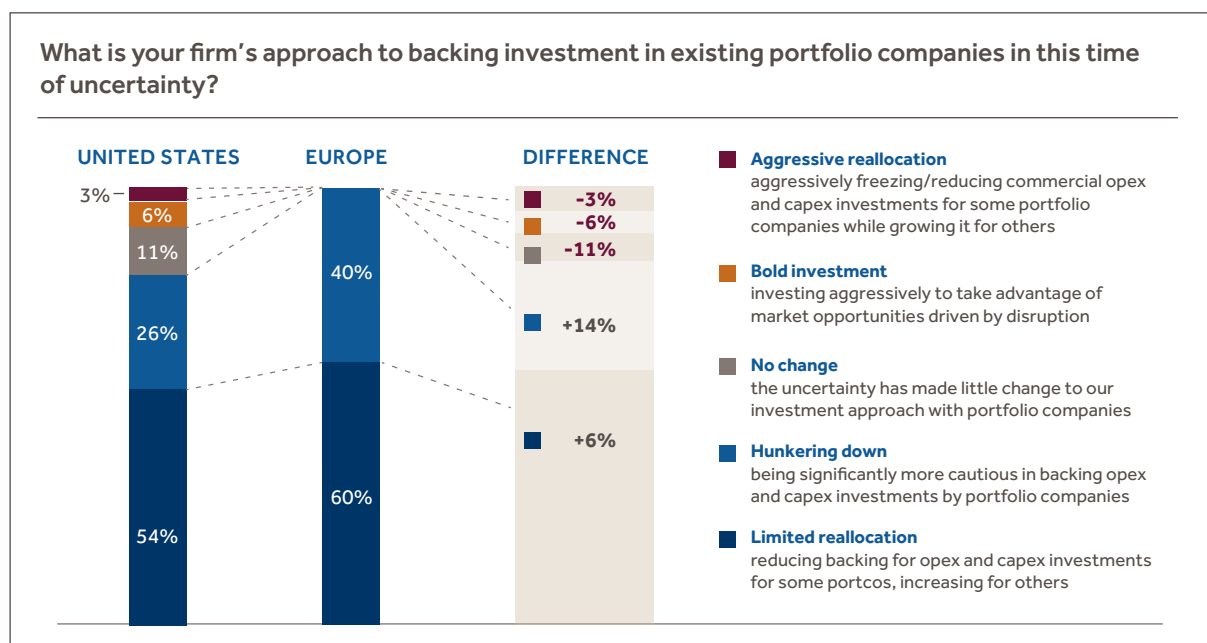 What is your firm's approach to backing investment in existing portfolio companies in this time
of uncertainty?
UNITED STATES
EUROPE
DIFFERENCE
3%
6%
11%
26%
54%
40%
60%
-3%
-6%
-11%
+14%
+6%
Aggressive reallocation
aggressively freezing/reducing commercial opex
and capex investments for some portfolio
companies while growing it for others
Bold investment
investing aggressively to take advantage of
market opportunities driven by disruption
No change
the uncertainty has made little change to our
investment approach with portfolio companies
Hunkering down
being significantly more cautious in backing opex
and capex investments by portfolio companies
Limited reallocation
reducing backing for opex and capex investments
for some portcos, increasing for others